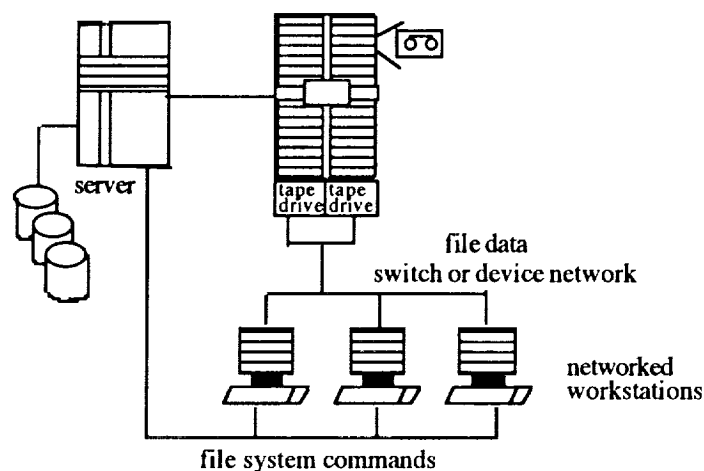 server
tape tape
drive drive
file data
switch or device network
networked
workstations
file system commands